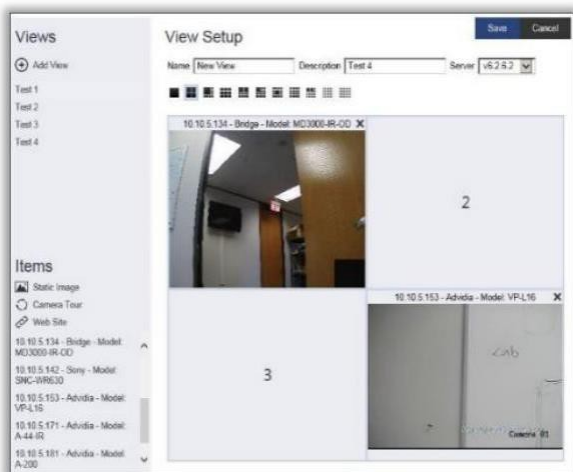 Views
Add View
Test 1
Test 2
Test 3
Test 4
Items
Static Image
Camera Tour
Web Site
10.10.5.134 - Bridge - Model:
MD3000-IR-OD
10.10.5.142 - Sony - Model:
SNC-WR630
10.10.5.153 - Advidia - Model:
VP-L16
10.10.5.171 - Advidia - Model:
A-44-IR
10.10.5.181 - Advidia - Model:
A-200
View Setup
Save Cancel
Name New View Description Test 4 Server v6.2.6.2
10.10.5.134 - Bridge - Model: MD3000-IR-OD X
2
3
10.10.5.153 - Advidia - Model: VP-L16 X
Camera 01